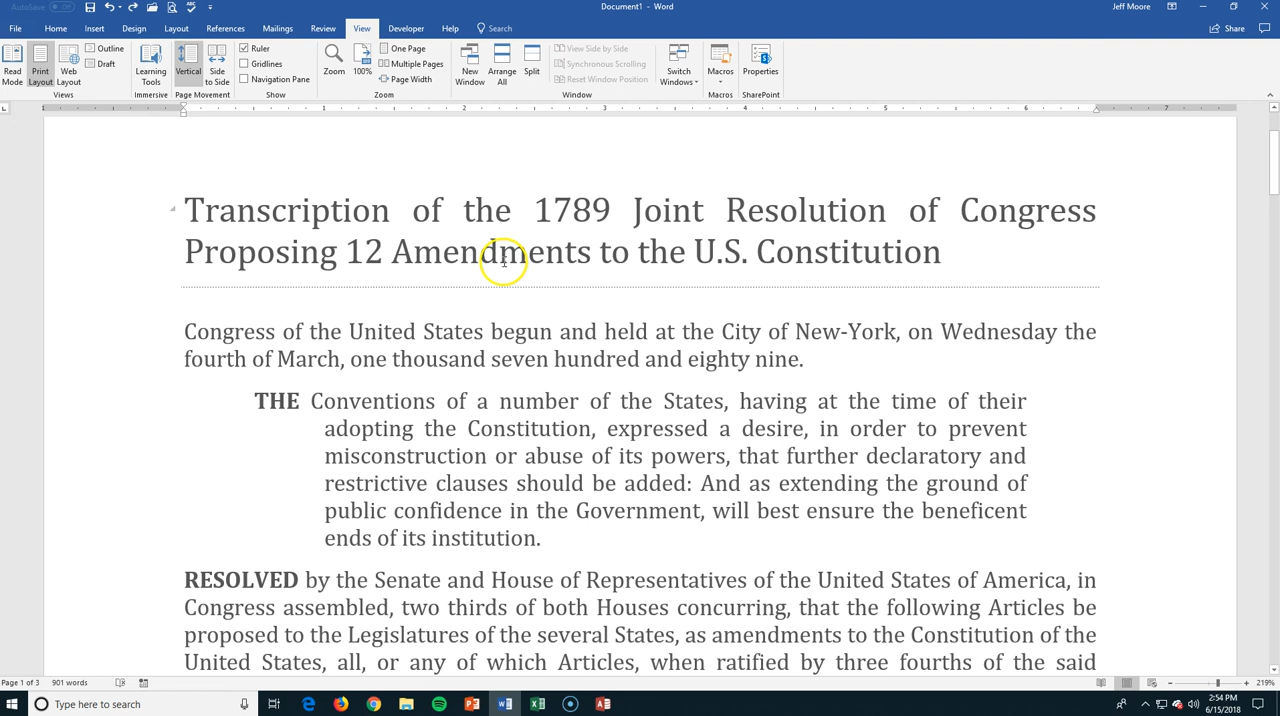 AutoSave Off
Document1 - Word
Jeff Moore
File Home Insert Draw Design Layout References Mailings Review View Developer Help Search
Share
Read Mode
Print Layout
Web Layout
Outline
Draft
Views
Learning Tools
Immersive
Vertical
Side to Side
Page Movement
Ruler
Gridlines
Navigation Pane
Show
Zoom
100%
One Page
Multiple Pages
Page Width
Zoom
New Window
Arrange All
Split
View Side by Side
Synchronous Scrolling
Reset Window Position
Window
Switch Windows
Macros
Macros
Properties
SharePoint
1 1 2 3 4 5 6 7
Transcription of the 1789 Joint Resolution of Congress
Proposing 12 Amendments to the U.S. Constitution
Congress of the United States begun and held at the City of New-York, on Wednesday the
fourth of March, one thousand seven hundred and eighty nine.
THE Conventions of a number of the States, having at the time of their
adopting the Constitution, expressed a desire, in order to prevent
misconstruction or abuse of its powers, that further declaratory and
restrictive clauses should be added: And as extending the ground of
public confidence in the Government, will best ensure the beneficent
ends of its institution.
RESOLVED by the Senate and House of Representatives of the United States of America, in
Congress assembled, two thirds of both Houses concurring, that the following Articles be
proposed to the Legislatures of the several States, as amendments to the Constitution of the
United States, all, or any of which Articles, when ratified by three fourths of the said
Page 1 of 3 901 words
219%
Type here to search
2:54 PM
6/15/2018